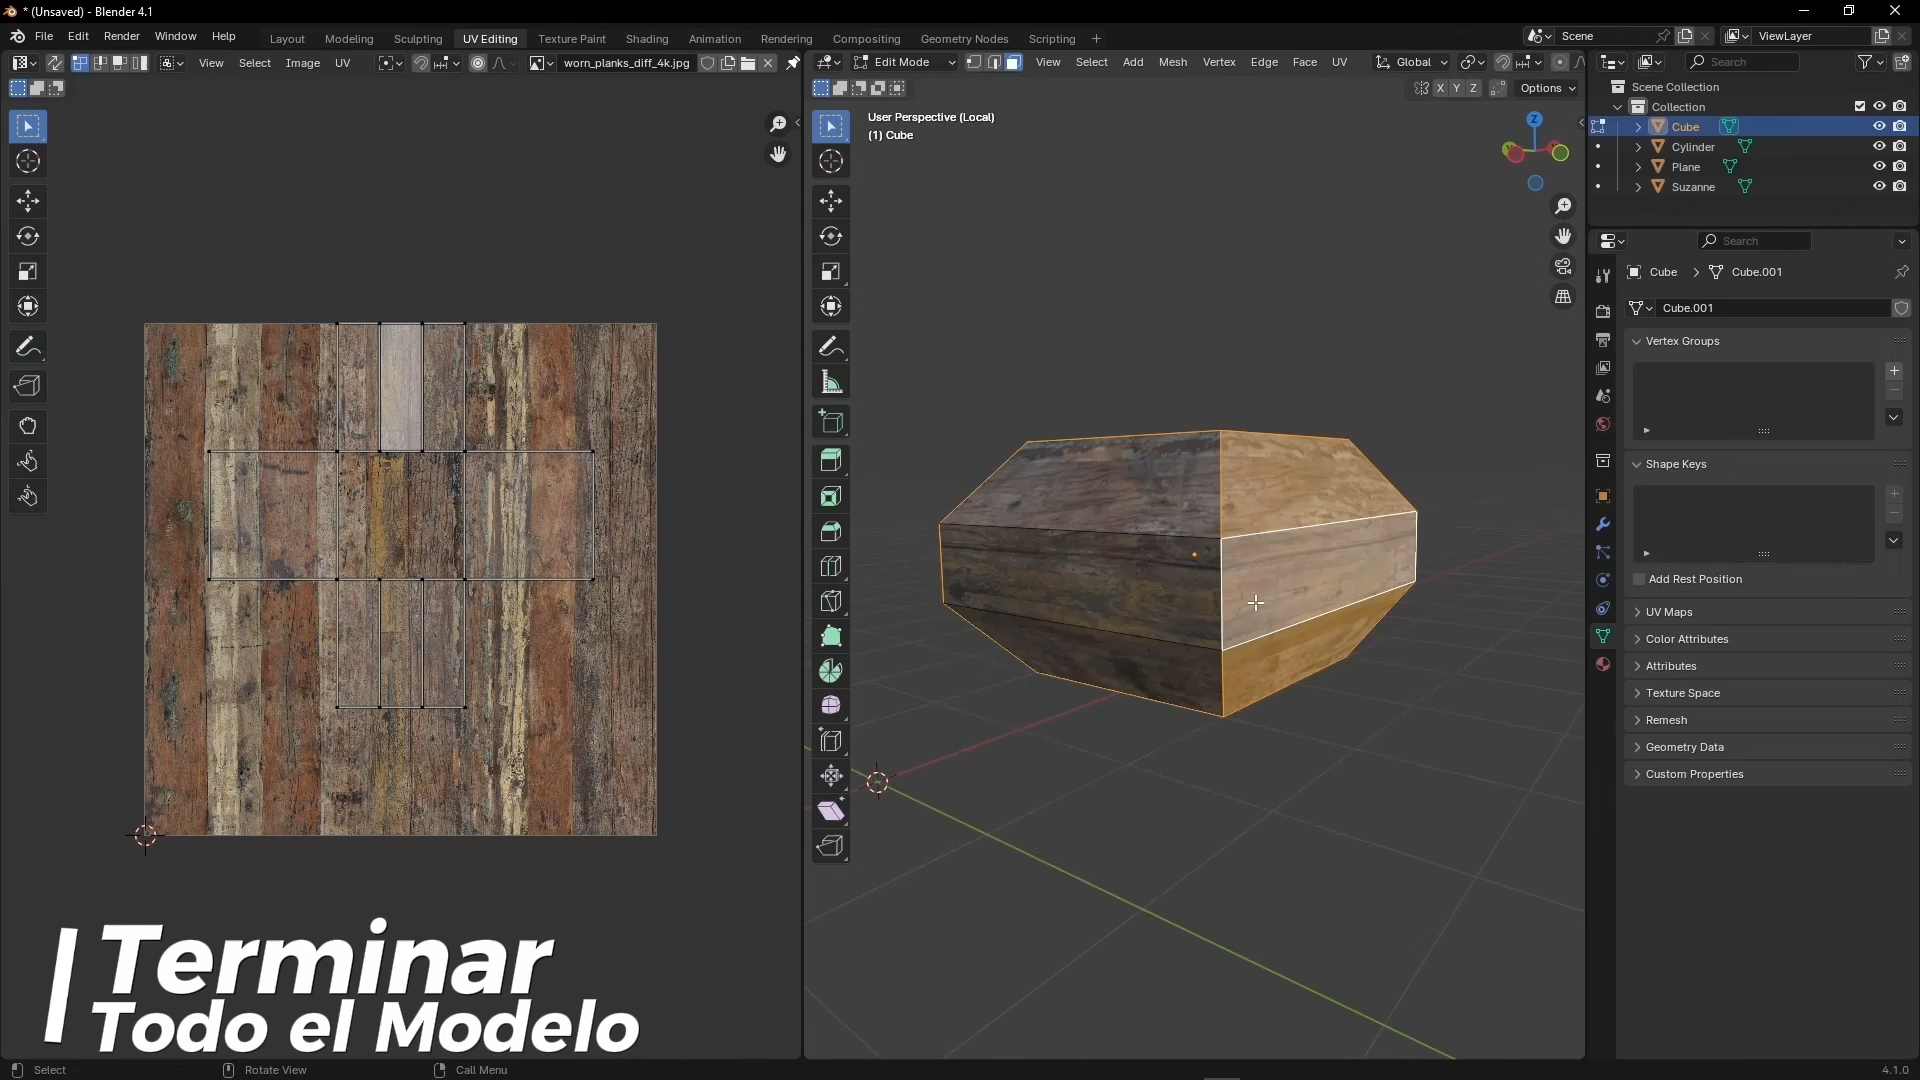 * (Unsaved) - Blender 4.1
File Edit Render Window Help
Layout Modeling Sculpting UV Editing Texture Paint Shading Animation Rendering Compositing Geometry Nodes Scripting +
Scene
ViewLayer
View Select Image UV
worn_planks_diff_4k.jpg
Edit Mode
View Select Add Mesh Vertex Edge Face UV
Global
X Y Z
Options
User Perspective (Local)
(1) Cube
Z
Search
Scene Collection
Collection
Cube
Cylinder
Plane
Suzanne
Search
Cube > Cube.001
Cube.001
Vertex Groups
Shape Keys
Add Rest Position
UV Maps
Color Attributes
Attributes
Texture Space
Remesh
Geometry Data
Custom Properties
Terminar
Todo el Modelo
Select
Rotate View
Call Menu
4.1.0